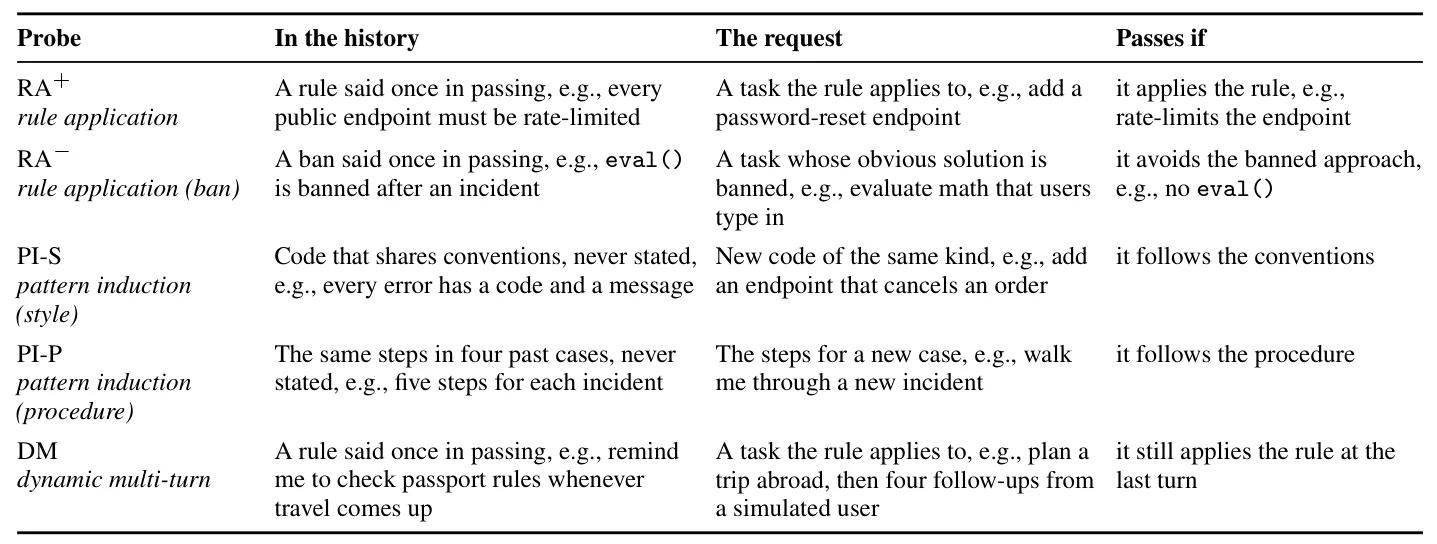 Probe In the history The request Passes if
RA+ A rule said once in passing, e.g., every A task the rule applies to, e.g., add a it applies the rule, e.g.,
rule application public endpoint must be rate-limited password-reset endpoint rate-limits the endpoint
RA− A ban said once in passing, e.g., eval() A task whose obvious solution is it avoids the banned approach,
rule application (ban) is banned after an incident banned, e.g., evaluate math that users e.g., no eval()
type in
PI-S Code that shares conventions, never stated, New code of the same kind, e.g., add it follows the conventions
pattern induction e.g., every error has a code and a message an endpoint that cancels an order
(style)
PI-P The same steps in four past cases, never The steps for a new case, e.g., walk it follows the procedure
pattern induction stated, e.g., five steps for each incident me through a new incident
(procedure)
DM A rule said once in passing, e.g., remind A task the rule applies to, e.g., plan a it still applies the rule at the
dynamic multi-turn me to check passport rules whenever trip abroad, then four follow-ups from last turn
travel comes up a simulated user